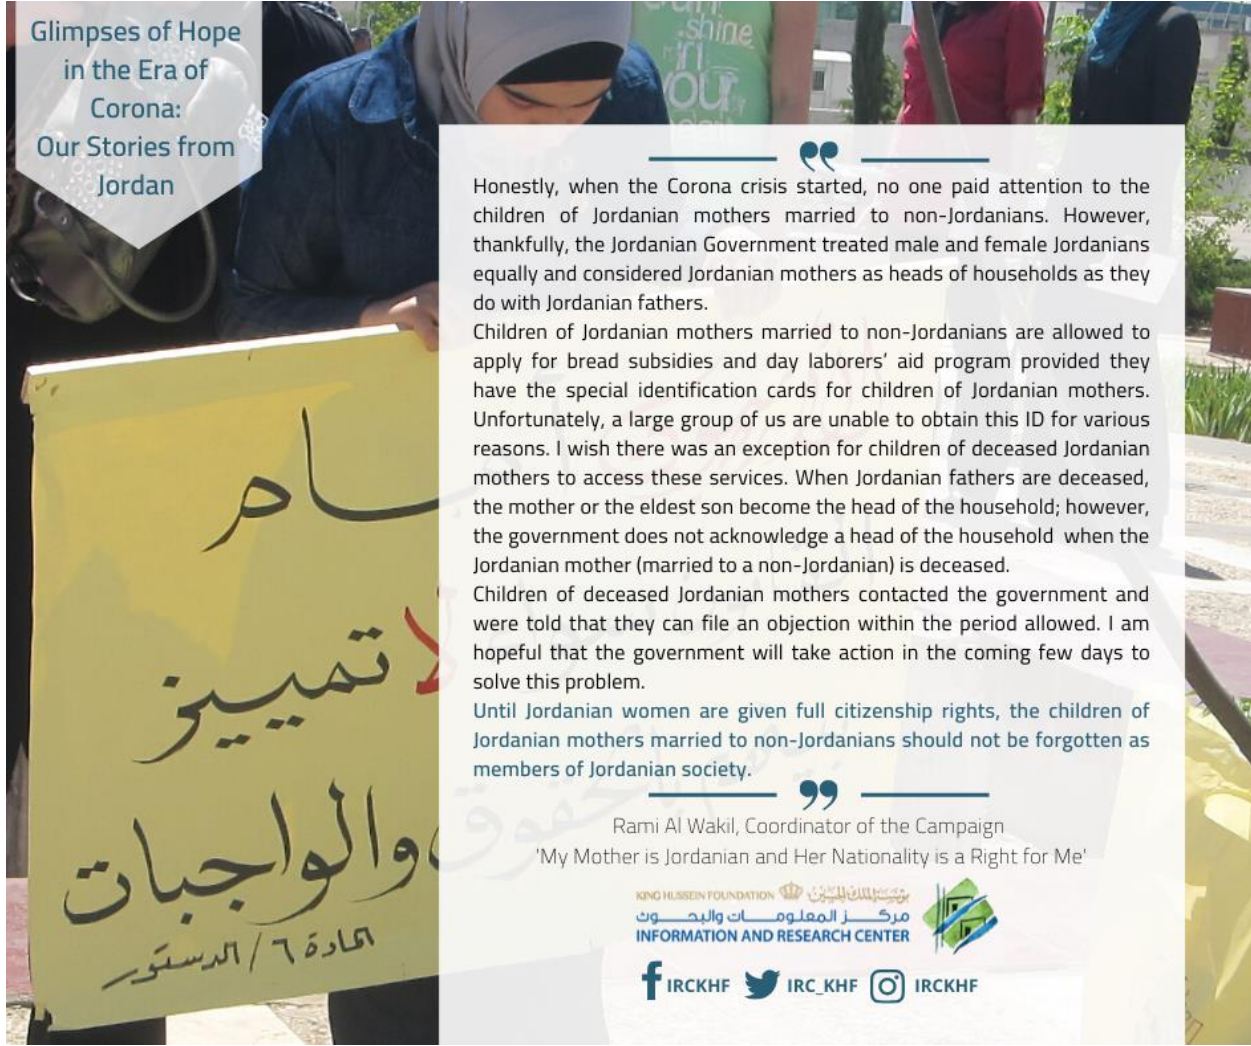 Glimpses of Hope
in the Era of
Corona:
Our Stories from
Jordan
shine
in
YOUR
Honestly, when the Corona crisis started, no one paid attention to the
children of Jordanian mothers married to non-Jordanians. However,
thankfully, the Jordanian Government treated male and female Jordanians
equally and considered Jordanian mothers as heads of households as they
do with Jordanian fathers.
Children of Jordanian mothers married to non-Jordanians are allowed to
apply for bread subsidies and day laborers’ aid program provided they
have the special identification cards for children of Jordanian mothers.
Unfortunately, a large group of us are unable to obtain this ID for various
reasons. I wish there was an exception for children of deceased Jordanian
mothers to access these services. When Jordanian fathers are deceased,
the mother or the eldest son become the head of the household; however,
the government does not acknowledge a head of the household when the
Jordanian mother (married to a non-Jordanian) is deceased.
Children of deceased Jordanian mothers contacted the government and
were told that they can file an objection within the period allowed. I am
hopeful that the government will take action in the coming few days to
solve this problem.
Until Jordanian women are given full citizenship rights, the children of
Jordanian mothers married to non-Jordanians should not be forgotten as
members of Jordanian society.
Rami Al Wakil, Coordinator of the Campaign
'My Mother is Jordanian and Her Nationality is a Right for Me'
KING HUSSEIN FOUNDATION مؤسسة الملك الحسين
مركز المعلومات والبحوث
INFORMATION AND RESEARCH CENTER
IRCKHF IRC_KHF IRCKHF
لا تمييز
بالحقوق والواجبات
المادة ٦ / الدستور